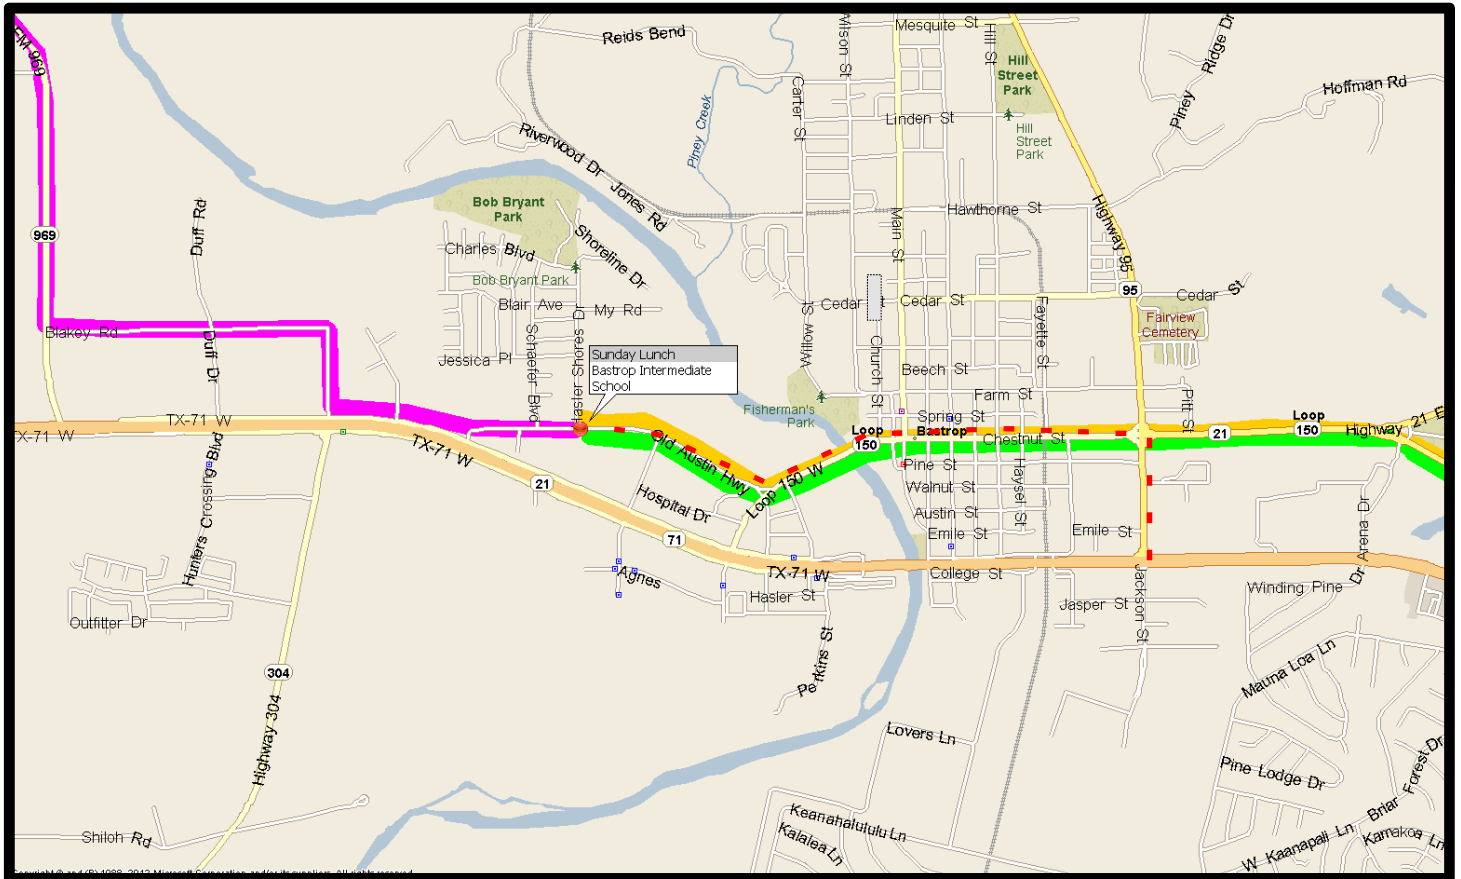 Reids Bend
Mesquite St
Wilson St
Hill St
Hill
Street
Park
Piney Ridge Dr
Hoffman Rd
FM-969
Carter St
Linden St
Hill
Street
Park
Piney Creek
Riverwood Dr
Jones Rd
Bob Bryant
Park
Hawthorne St
Main St
Highway 95
969
Duff Rd
Charles Blvd
Shoreline Dr
Bob Bryant Park
95
Cedar St
Blair Ave
My Rd
Cedar
Cedar St
Fayette St
Fairview
Cemetery
Blakey Rd
Duff Dr
Schaefer Blvd
Hasler Shores Dr
Willow St
Church St
Jessica Pl
Sunday Lunch
Bastrop Intermediate
School
Beech St
Farm St
Pitt St
Fisherman's
Park
Spring St
TX-71 W
TX-71 W
TX-71 W
Old Austin Hwy
Loop
150
Bastrop
Chestnut St
21
Loop
150
Highway 21 E
Hunters Crossing Blvd
21
Loop 150 W
Pine St
Walnut St
Haysel St
Hospital Dr
Austin St
Emile St
Emile St
Arena Dr
71
TX-71 W
College St
Jackson St
Agnes
Hasler St
Jasper St
Winding Pine Dr
Outfitter Dr
Perkins St
304
Highway 304
Mauna Loa Ln
Lovers Ln
Pine Lodge Dr
Briar Forest Dr
Shiloh Rd
Keanahalululu Ln
Kalalea Ln
W Kaanapali Ln
Kamakoa Ln